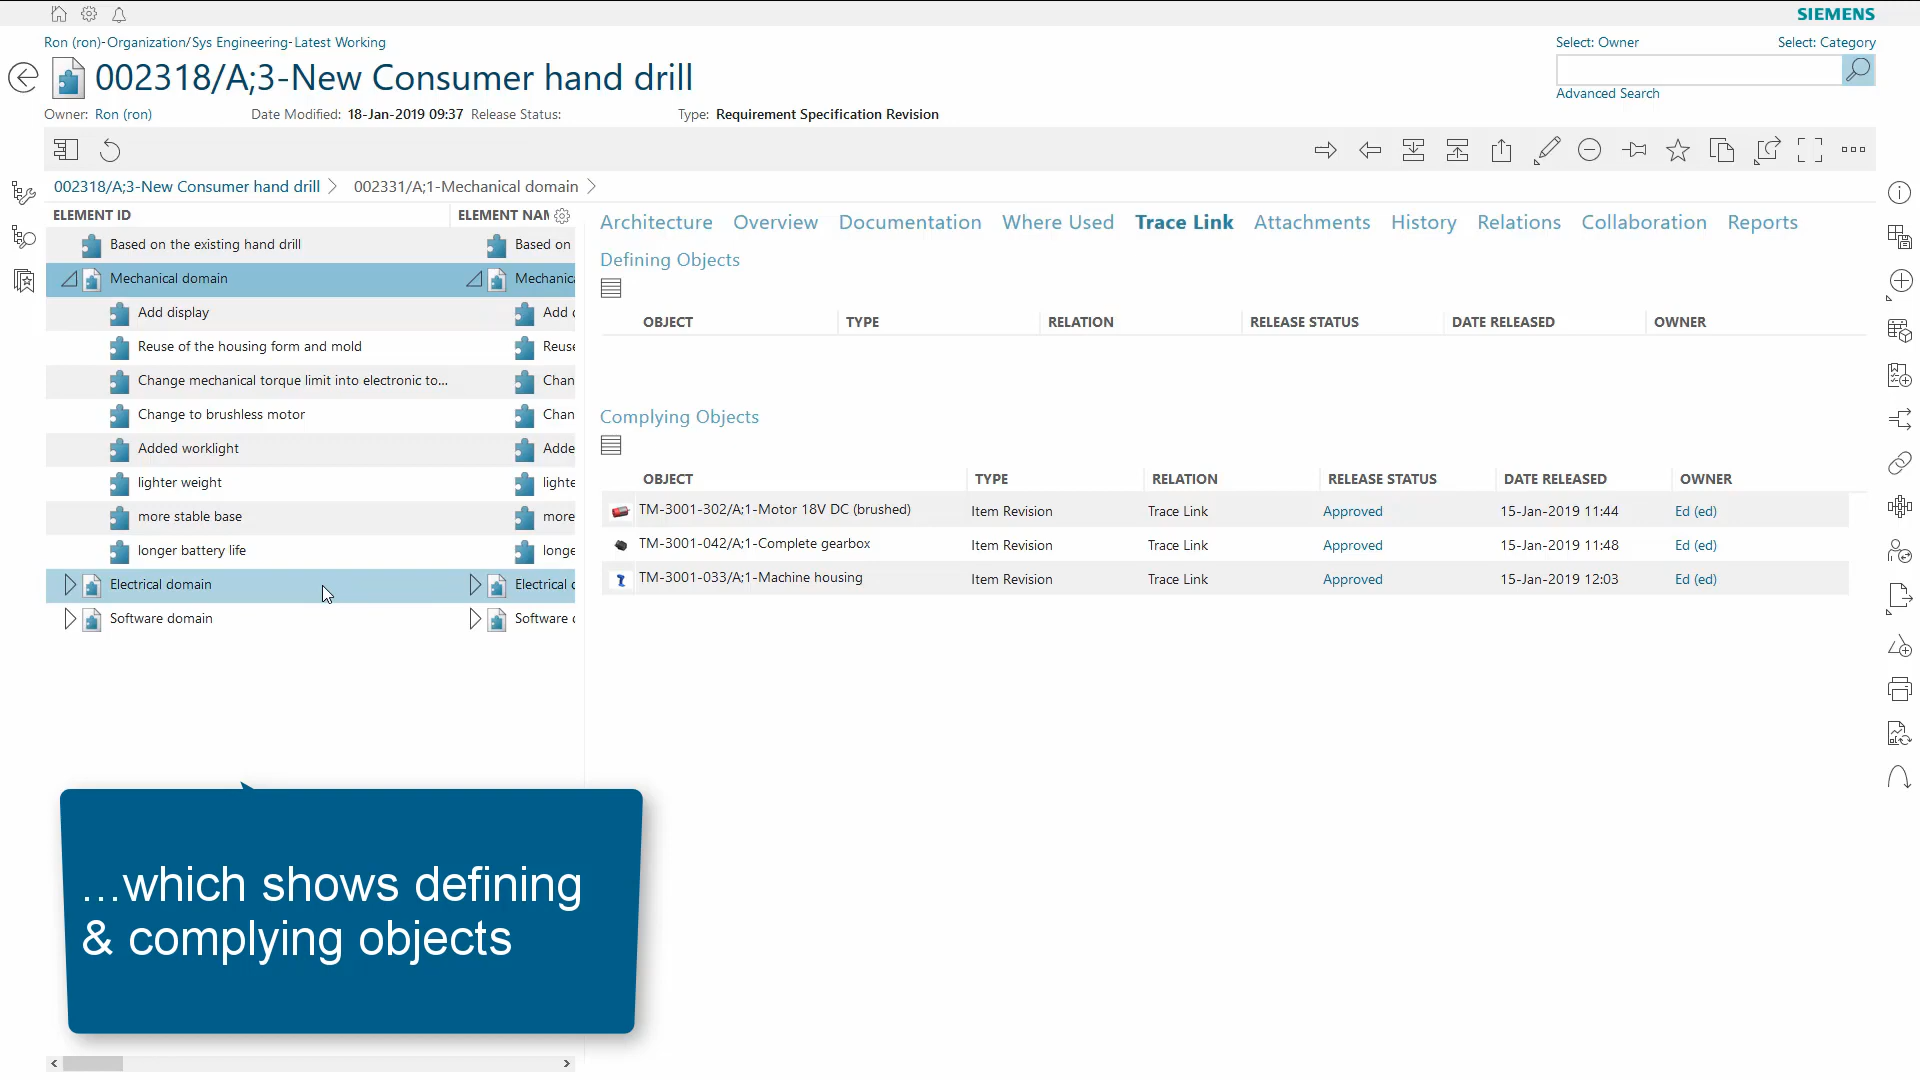 SIEMENS
Ron (ron)-Organization/Sys Engineering-Latest Working
Select: Owner
Select: Category
002318/A;3-New Consumer hand drill
Advanced Search
Owner: Ron (ron)
Date Modified: 18-Jan-2019 09:37
Release Status:
Type: Requirement Specification Revision
002318/A;3-New Consumer hand drill
002331/A;1-Mechanical domain
ELEMENT ID
ELEMENT NAM
Architecture
Overview
Documentation
Where Used
Trace Link
Attachments
History
Relations
Collaboration
Reports
Based on the existing hand drill
Based on
Mechanical domain
Mechanica
Add display
Add d
Reuse of the housing form and mold
Reuse
Change mechanical torque limit into electronic to...
Chan
Change to brushless motor
Chan
Added worklight
Adde
lighter weight
lighte
more stable base
more
longer battery life
longe
Electrical domain
Electrical d
Software domain
Software d
Defining Objects
OBJECT
TYPE
RELATION
RELEASE STATUS
DATE RELEASED
OWNER
Complying Objects
OBJECT
TYPE
RELATION
RELEASE STATUS
DATE RELEASED
OWNER
TM-3001-302/A;1-Motor 18V DC (brushed)
Item Revision
Trace Link
Approved
15-Jan-2019 11:44
Ed (ed)
TM-3001-042/A;1-Complete gearbox
Item Revision
Trace Link
Approved
15-Jan-2019 11:48
Ed (ed)
TM-3001-033/A;1-Machine housing
Item Revision
Trace Link
Approved
15-Jan-2019 12:03
Ed (ed)
...which shows defining
& complying objects